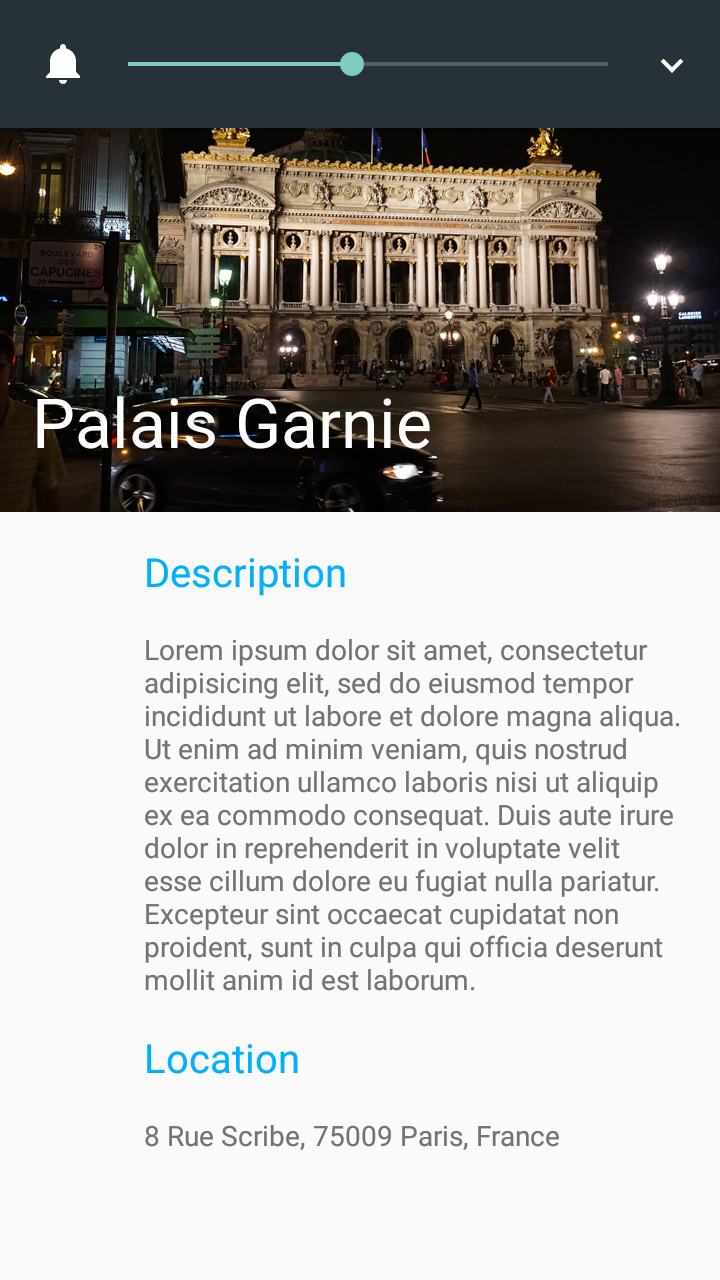 BOULEVARD
DES
CAPUCINES
Palais Garnie
Description
Lorem ipsum dolor sit amet, consectetur
adipisicing elit, sed do eiusmod tempor
incididunt ut labore et dolore magna aliqua.
Ut enim ad minim veniam, quis nostrud
exercitation ullamco laboris nisi ut aliquip
ex ea commodo consequat. Duis aute irure
dolor in reprehenderit in voluptate velit
esse cillum dolore eu fugiat nulla pariatur.
Excepteur sint occaecat cupidatat non
proident, sunt in culpa qui officia deserunt
mollit anim id est laborum.
Location
8 Rue Scribe, 75009 Paris, France